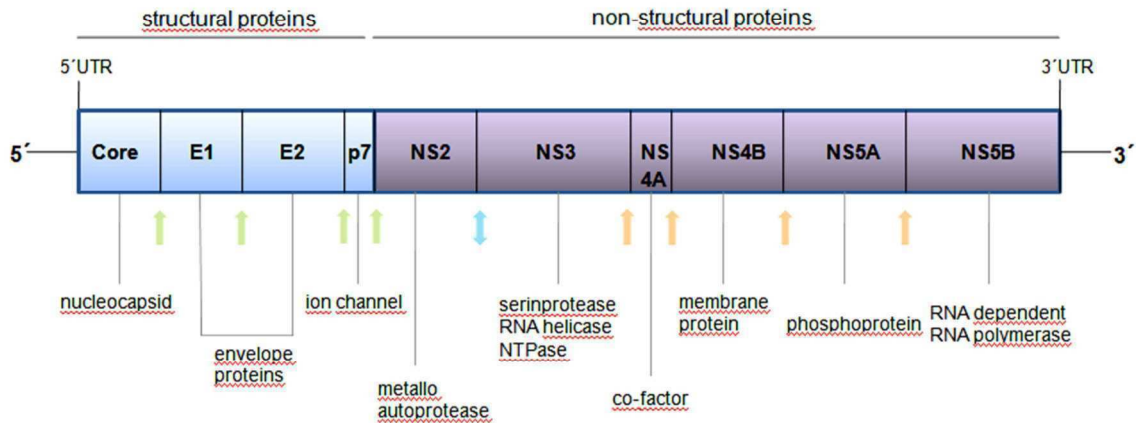 structural proteins
non-structural proteins
5´UTR
3´UTR
5´
Core
E1
E2
p7
NS2
NS3
NS
4A
NS4B
NS5A
NS5B
3´
nucleocapsid
envelope
proteins
ion channel
metallo
autoprotease
serinprotease
RNA helicase
NTPase
co-factor
membrane
protein
phosphoprotein
RNA dependent
RNA polymerase